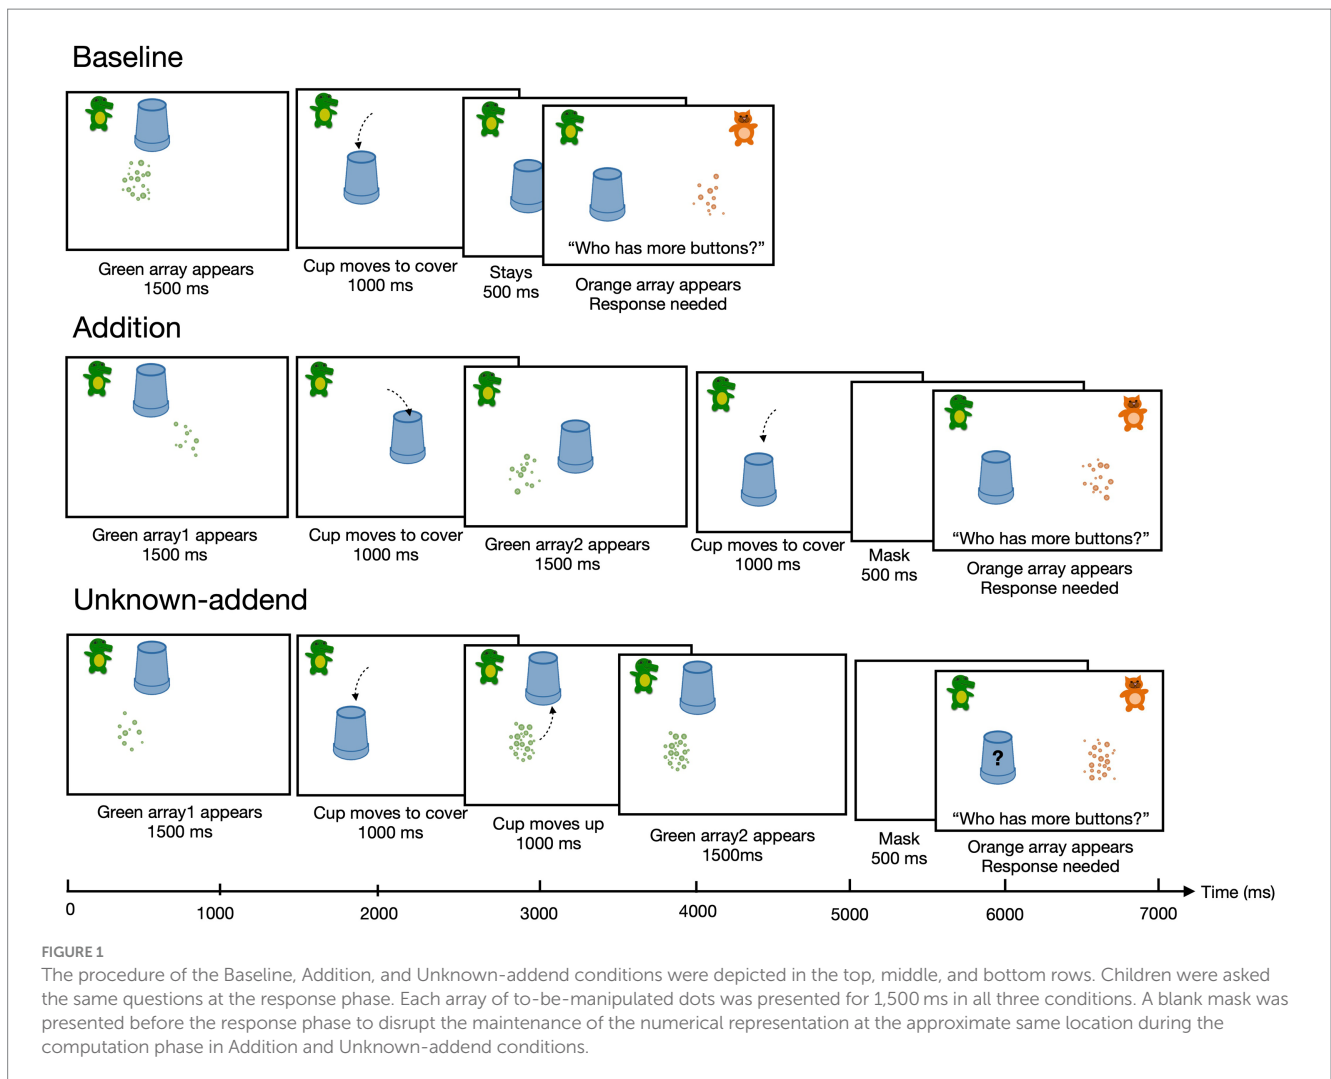 Baseline
Green array appears
1500 ms
Cup moves to cover
1000 ms
Stays
500 ms
“Who has more buttons?”
Orange array appears
Response needed
Addition
Green array1 appears
1500 ms
Cup moves to cover
1000 ms
Green array2 appears
1500 ms
Cup moves to cover
1000 ms
Mask
500 ms
“Who has more buttons?”
Orange array appears
Response needed
Unknown-addend
Green array1 appears
1500 ms
Cup moves to cover
1000 ms
Cup moves up
1000 ms
Green array2 appears
1500ms
Mask
500 ms
?
“Who has more buttons?”
Orange array appears
Response needed
0 1000 2000 3000 4000 5000 6000 7000 Time (ms)
FIGURE 1
The procedure of the Baseline, Addition, and Unknown-addend conditions were depicted in the top, middle, and bottom rows. Children were asked
the same questions at the response phase. Each array of to-be-manipulated dots was presented for 1,500 ms in all three conditions. A blank mask was
presented before the response phase to disrupt the maintenance of the numerical representation at the approximate same location during the
computation phase in Addition and Unknown-addend conditions.